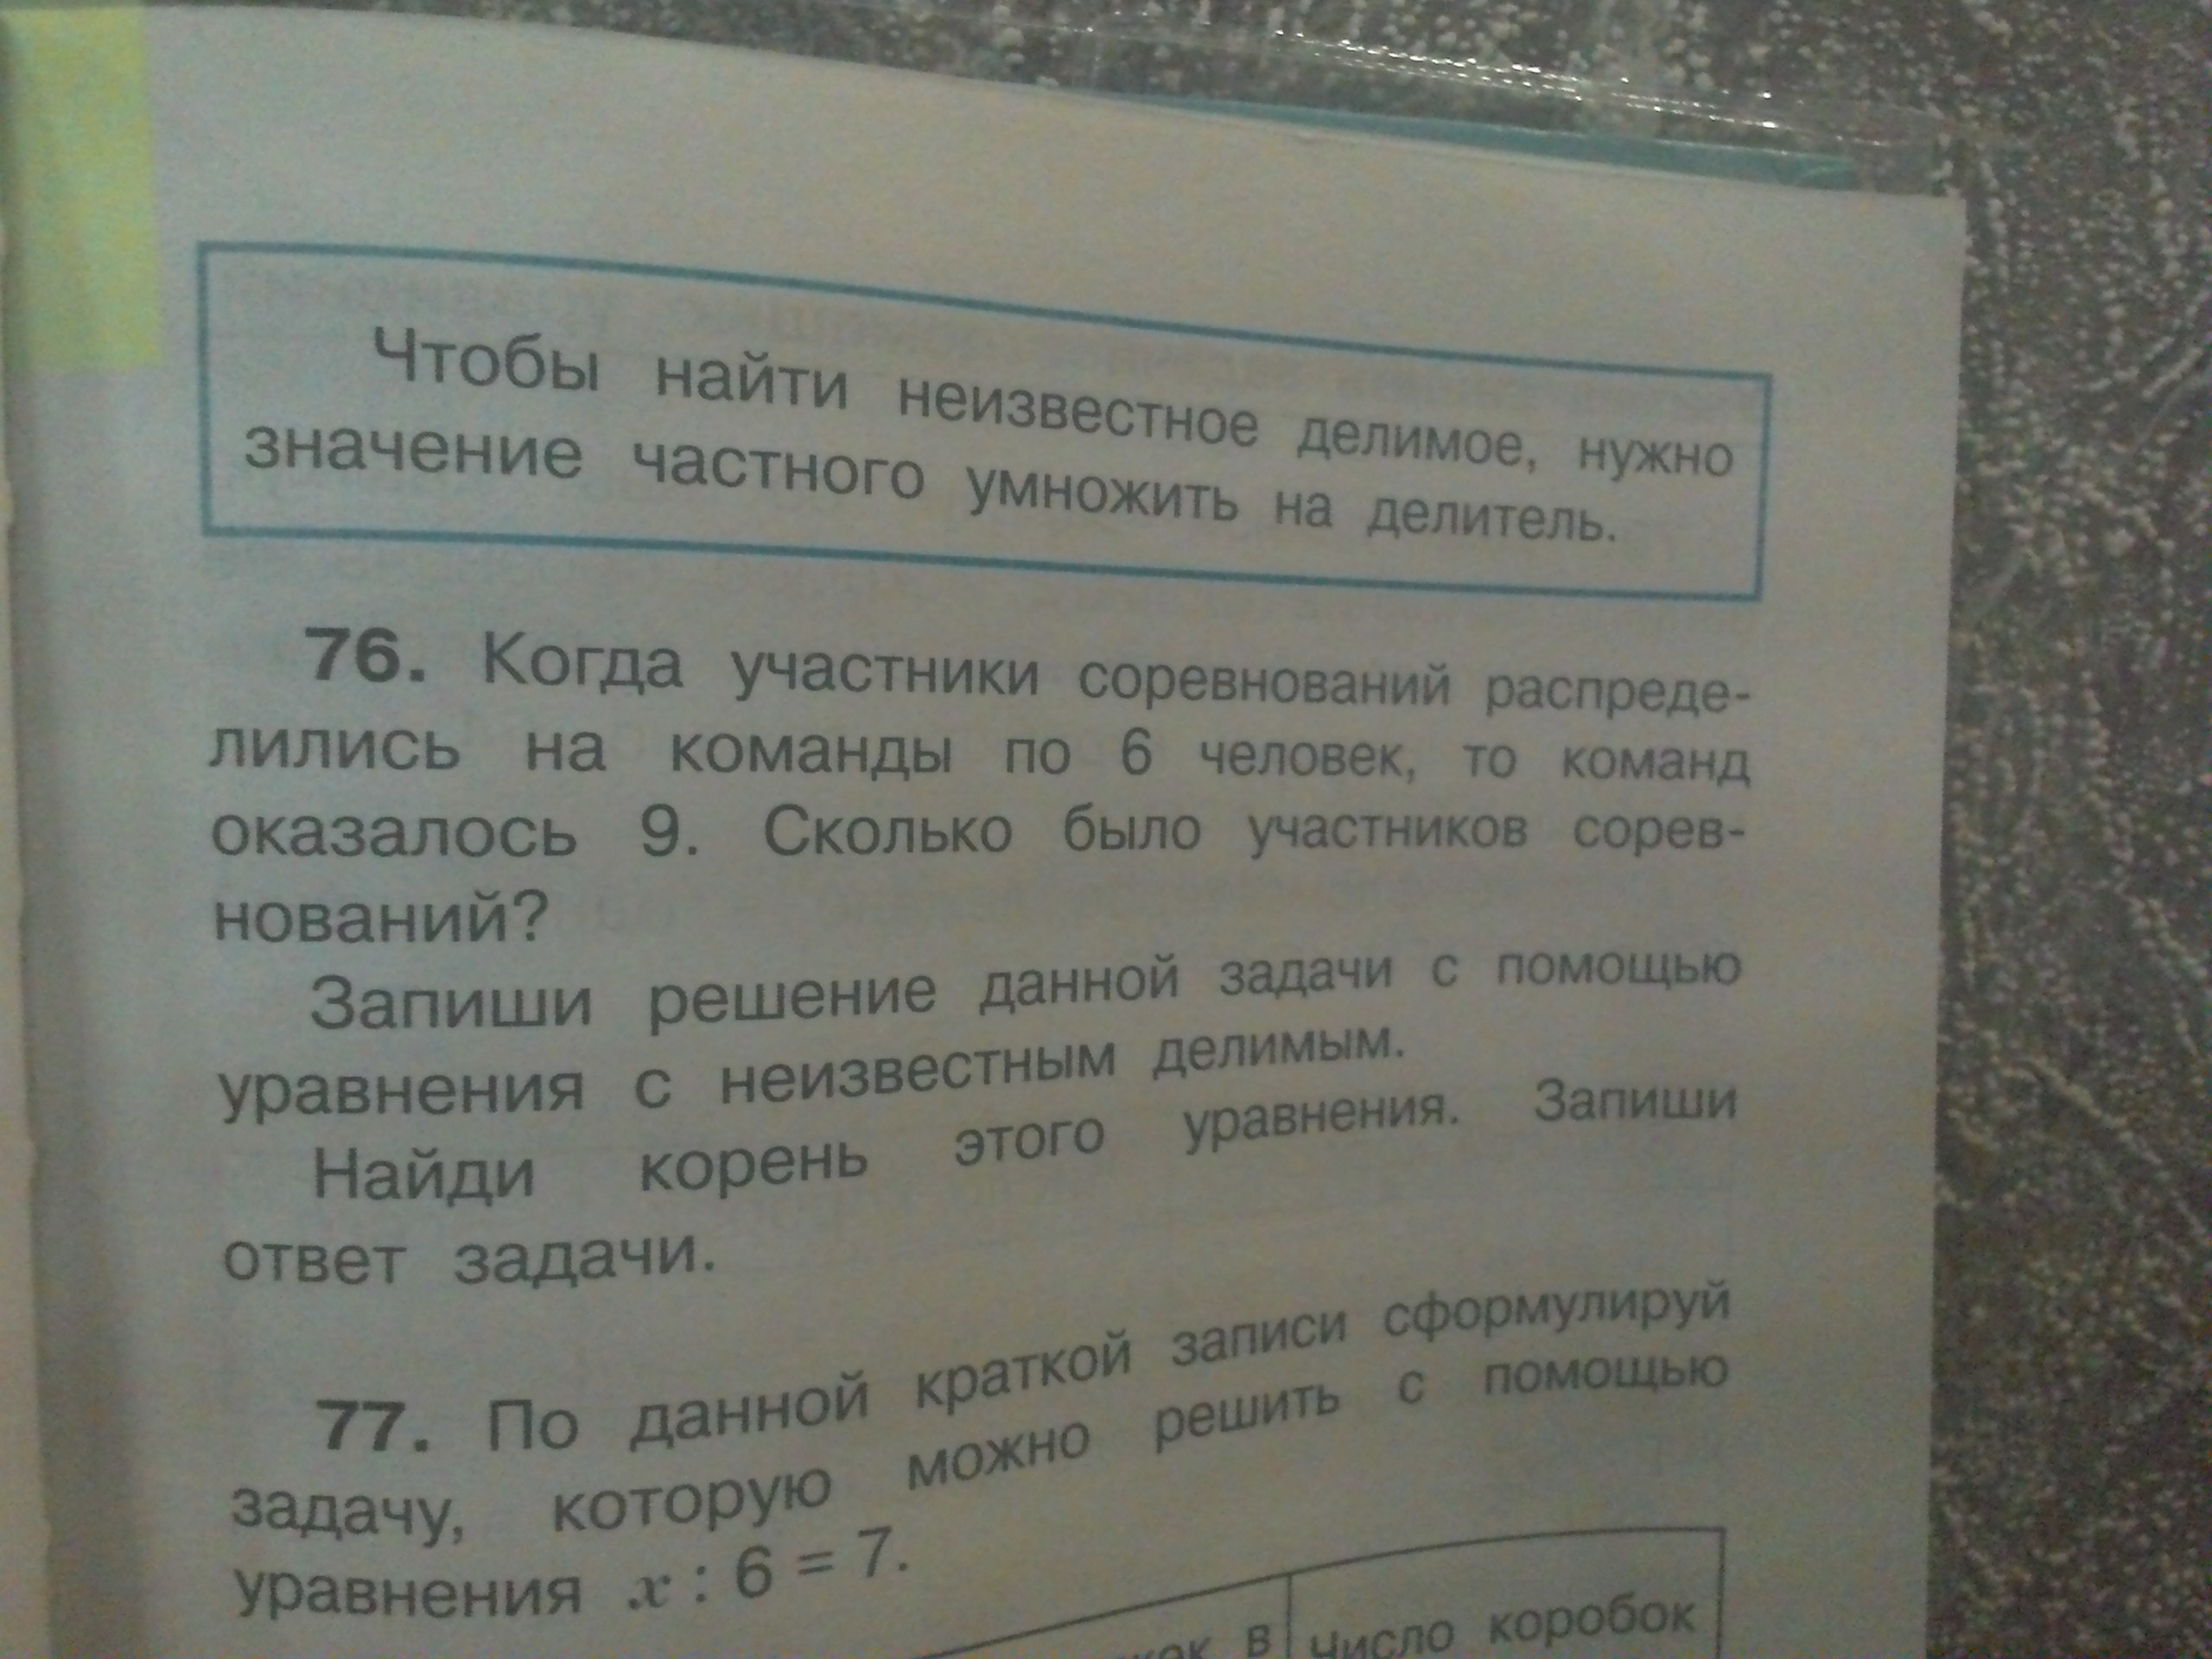 Чтобы найти неизвестное делимое, нужно
значение частного умножить на делитель.
76. Когда участники соревнований распреде-
лились на команды по 6 человек, то команд
оказалось 9. Сколько было участников сорев-
нований?
Запиши решение данной задачи с помощью
уравнения с неизвестным делимым.
Найди корень этого уравнения. Запиши
ответ задачи.
77. По данной краткой записи сформулируй
задачу, которую можно решить с помощью
уравнения x : 6 = 7.
в Число коробок